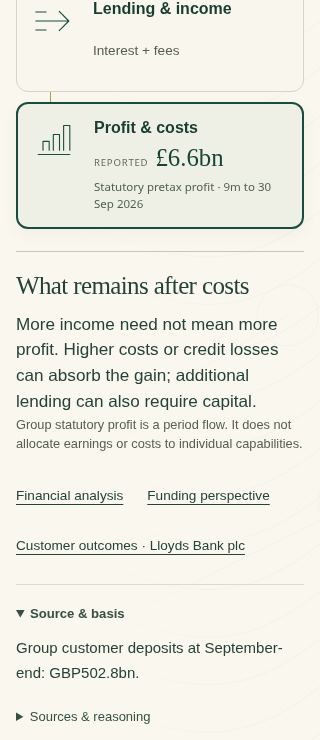 Lending & income
Interest + fees
Profit & costs
REPORTED £6.6bn
Statutory pretax profit · 9m to 30
Sep 2026
What remains after costs
More income need not mean more
profit. Higher costs or credit losses
can absorb the gain; additional
lending can also require capital.
Group statutory profit is a period flow. It does not
allocate earnings or costs to individual capabilities.
Financial analysis Funding perspective
Customer outcomes · Lloyds Bank plc
Source & basis
Group customer deposits at September-
end: GBP502.8bn.
Sources & reasoning